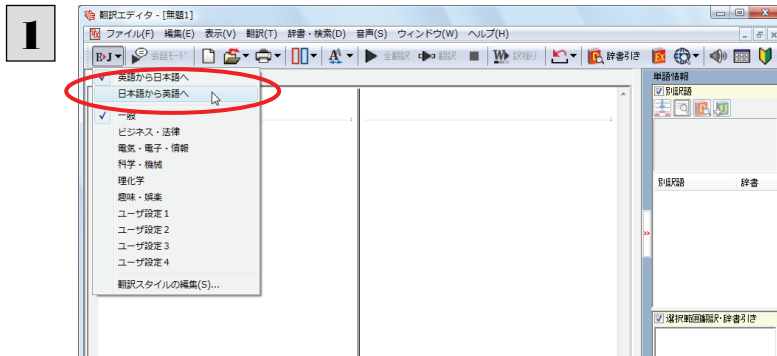 1
翻訳エディタ - [無題1]
ファイル(F) 編集(E) 表示(V) 翻訳(T) 辞書・検索(D) 音声(S) ウィンドウ(W) ヘルプ(H)
E›J 会話モード 全翻訳 翻訳 訳振り 辞書引き
英語から日本語へ
日本語から英語へ
一般
ビジネス・法律
電気・電子・情報
科学・機械
理化学
趣味・娯楽
ユーザ設定1
ユーザ設定2
ユーザ設定3
ユーザ設定4
翻訳スタイルの編集(S)...
1
1
単語情報
別訳語
別訳語 辞書
選択範囲翻訳・辞書引き